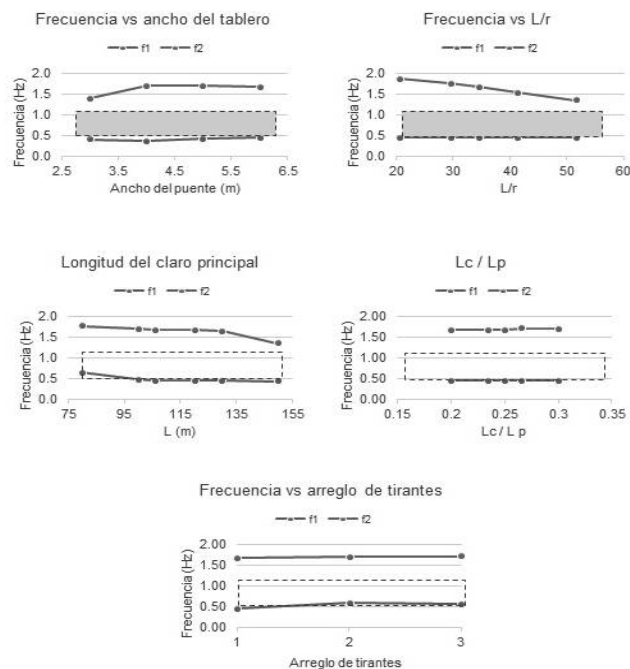 Frecuencia vs ancho del tablero
f1 f2
Frecuencia (Hz)
2.0
1.5
1.0
0.5
0.0
2.5 3.5 4.5 5.5 6.5
Ancho del puente (m)
Frecuencia vs L/r
f1 f2
Frecuencia (Hz)
2.0
1.5
1.0
0.5
0.0
20 30 40 50 60
L/r
Longitud del claro principal
f1 f2
Frecuencia (Hz)
2.0
1.50
1.0
0.50
0.00
75 95 115 135 155
L (m)
Lc / Lp
f1 f2
Frecuencia (Hz)
2.0
1.50
1.00
0.50
0.00
0.15 0.2 0.25 0.3 0.35
Lc / L p
Frecuencia vs arreglo de tirantes
f1 f2
Frecuencia (Hz)
2.00
1.50
1.00
0.50
0.00
1 2 3
Arreglo de tirantes